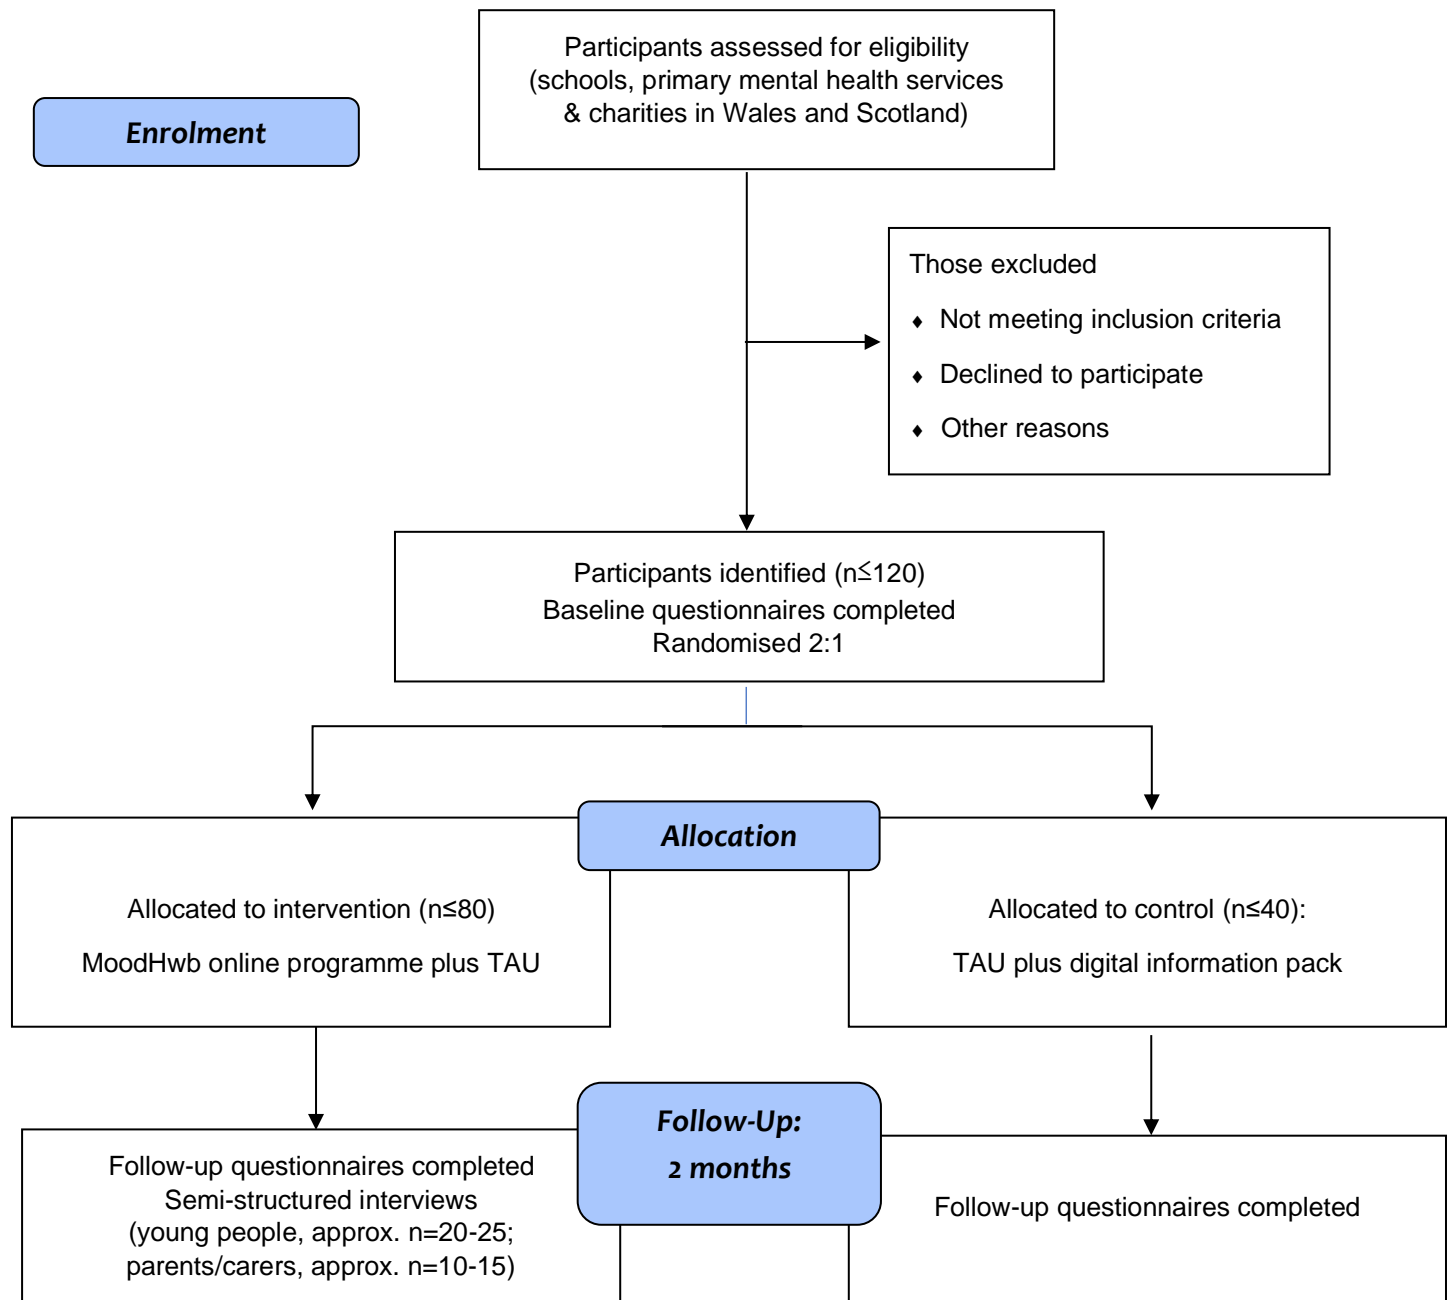 Participants assessed for eligibility
(schools, primary mental health services
& charities in Wales and Scotland)
Enrolment
Those excluded
♦ Not meeting inclusion criteria
♦ Declined to participate
♦ Other reasons
Participants identified (n≤120)
Baseline questionnaires completed
Randomised 2:1
Allocation
Allocated to intervention (n≤80)
MoodHwb online programme plus TAU
Allocated to control (n≤40):
TAU plus digital information pack
Follow-Up:
2 months
Follow-up questionnaires completed
Semi-structured interviews
(young people, approx. n=20-25;
parents/carers, approx. n=10-15)
Follow-up questionnaires completed